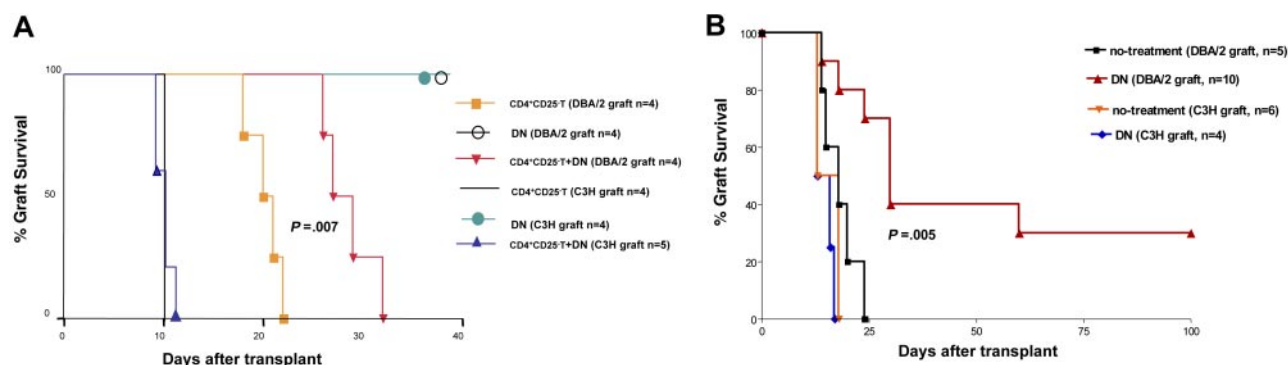 A
% Graft Survival
100
50
0
0 10 20 30 40
Days after transplant
P =.007
CD4⁺CD25⁻T (DBA/2 graft n=4)
DN (DBA/2 graft n=4)
CD4⁺CD25⁻T+DN (DBA/2 graft n=4)
CD4⁺CD25⁻T (C3H graft n=4)
DN (C3H graft n=4)
CD4⁺CD25⁻T+DN (C3H graft n=5)
B
% Graft Survival
100
80
60
40
20
0
0 25 50 75 100
Days after transplant
P =.005
no-treatment (DBA/2 graft, n=5)
DN (DBA/2 graft, n=10)
no-treatment (C3H graft, n=6)
DN (C3H graft, n=4)